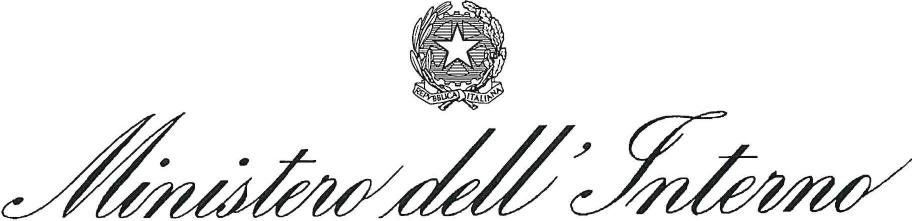 REPVBBLICA ITALIANA
Ministero dell'Interno